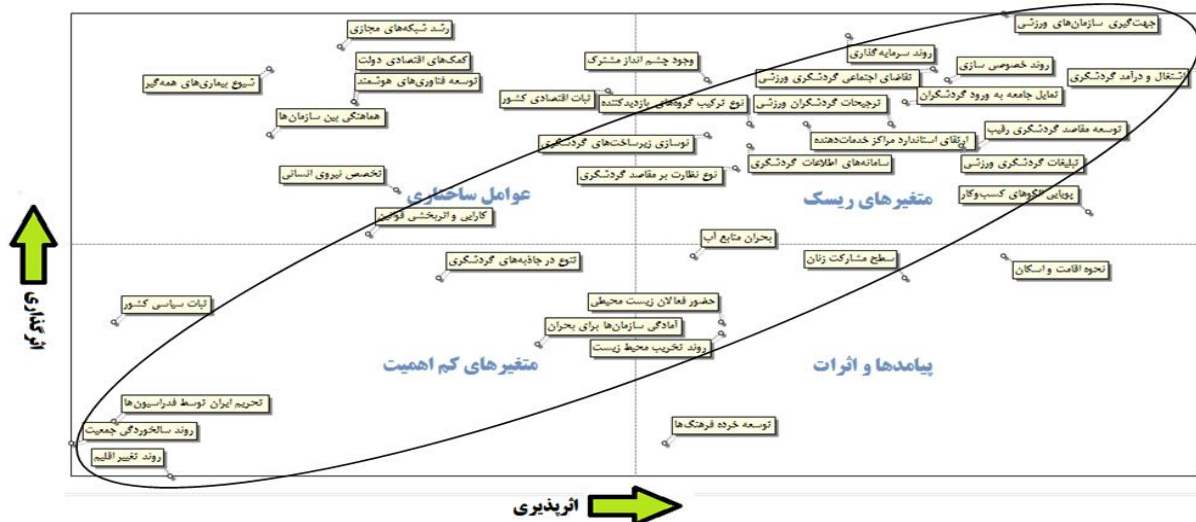 جهت‌گیری سازمان‌های ورزشی
رشد شبکه‌های مجازی
روند سرمایه‌گذاری
کمک‌های اقتصادی دولت
وجود چشم انداز مشترک
روند خصوصی سازی
اشتغال و درآمد گردشگری
تقاضای اجتماعی گردشگری ورزشی
توسعه فناوری‌های هوشمند
شیوع بیماری‌های همه‌گیر
تمایل جامعه به ورود گردشگران
ترجیحات گردشگران ورزشی
نوع ترکیب گروه‌های بازدیدکننده
ثبات اقتصادی کشور
هماهنگی بین سازمان‌ها
توسعه مقاصد گردشگری رقیب
ارتقای استاندارد مراکز خدمات‌دهنده
نوسازی زیرساخت‌های گردشگری
تبلیغات گردشگری ورزشی
سامانه‌های اطلاعات گردشگری
نوع نظارت بر مقاصد گردشگری
تخصص نیروی انسانی
پویایی الگوهای کسب‌وکار
متغیرهای ریسک
عوامل ساختاری
کارایی و اثربخشی قوانین
بحران منابع آب
سطح مشارکت زنان
نحوه اقامت و اسکان
تنوع در جاذبه‌های گردشگری
حضور فعالان زیست محیطی
ثبات سیاسی کشور
آمادگی سازمان‌ها برای بحران
روند تخریب محیط زیست
پیامدها و اثرات
متغیرهای کم اهمیت
تحریم ایران توسط فدراسیون‌ها
توسعه خرده فرهنگ‌ها
روند سالخوردگی جمعیت
روند تغییر اقلیم
اثرگذاری
اثرپذیری